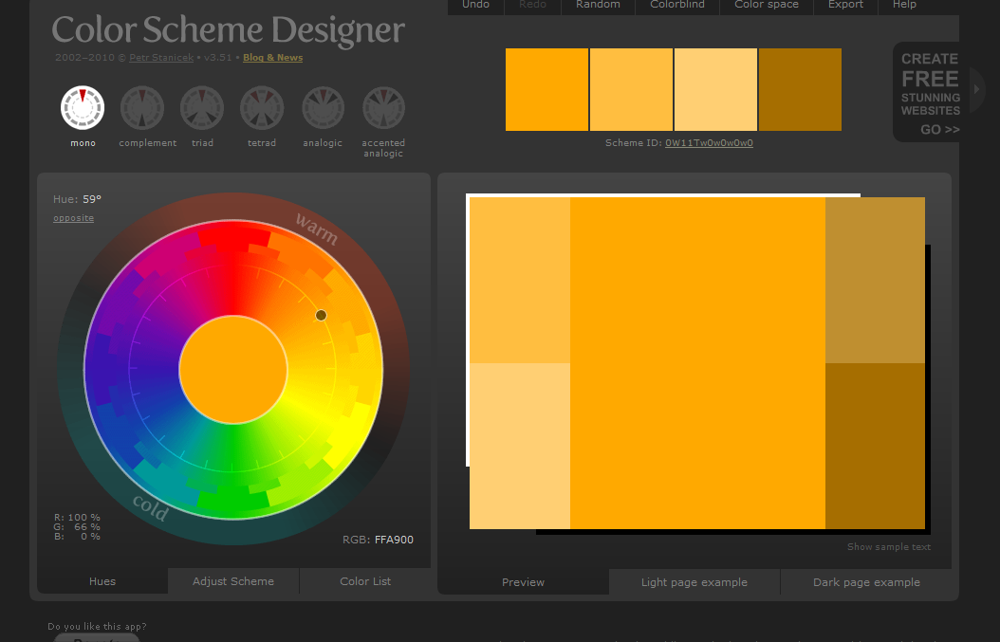 Undo Redo Random Colorblind Color space Export Help
Color Scheme Designer
2002–2010 © Petr Stanicek • v3.51 • Blog & News
mono complement triad tetrad analogic accented
analogic
Scheme ID: 0W11Tw0w0w0w0
CREATE
FREE
STUNNING
WEBSITES
GO >>
Hue: 59°
opposite
warm
cold
R: 100 %
G: 66 %
B: 0 %
RGB: FFA900
Hues Adjust Scheme Color List
Show sample text
Preview Light page example Dark page example
Do you like this app?